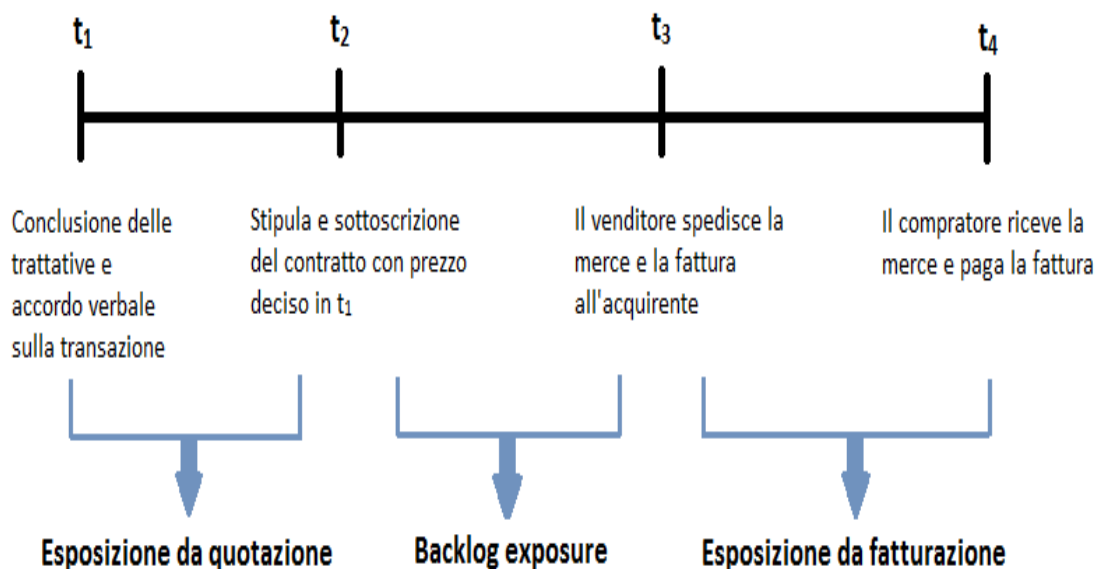 t₁
t₂
t₃
t₄
Conclusione delle
trattative e
accordo verbale
sulla transazione
Stipula e sottoscrizione
del contratto con prezzo
deciso in t₁
Il venditore spedisce la
merce e la fattura
all'acquirente
Il compratore riceve la
merce e paga la fattura
Esposizione da quotazione
Backlog exposure
Esposizione da fatturazione